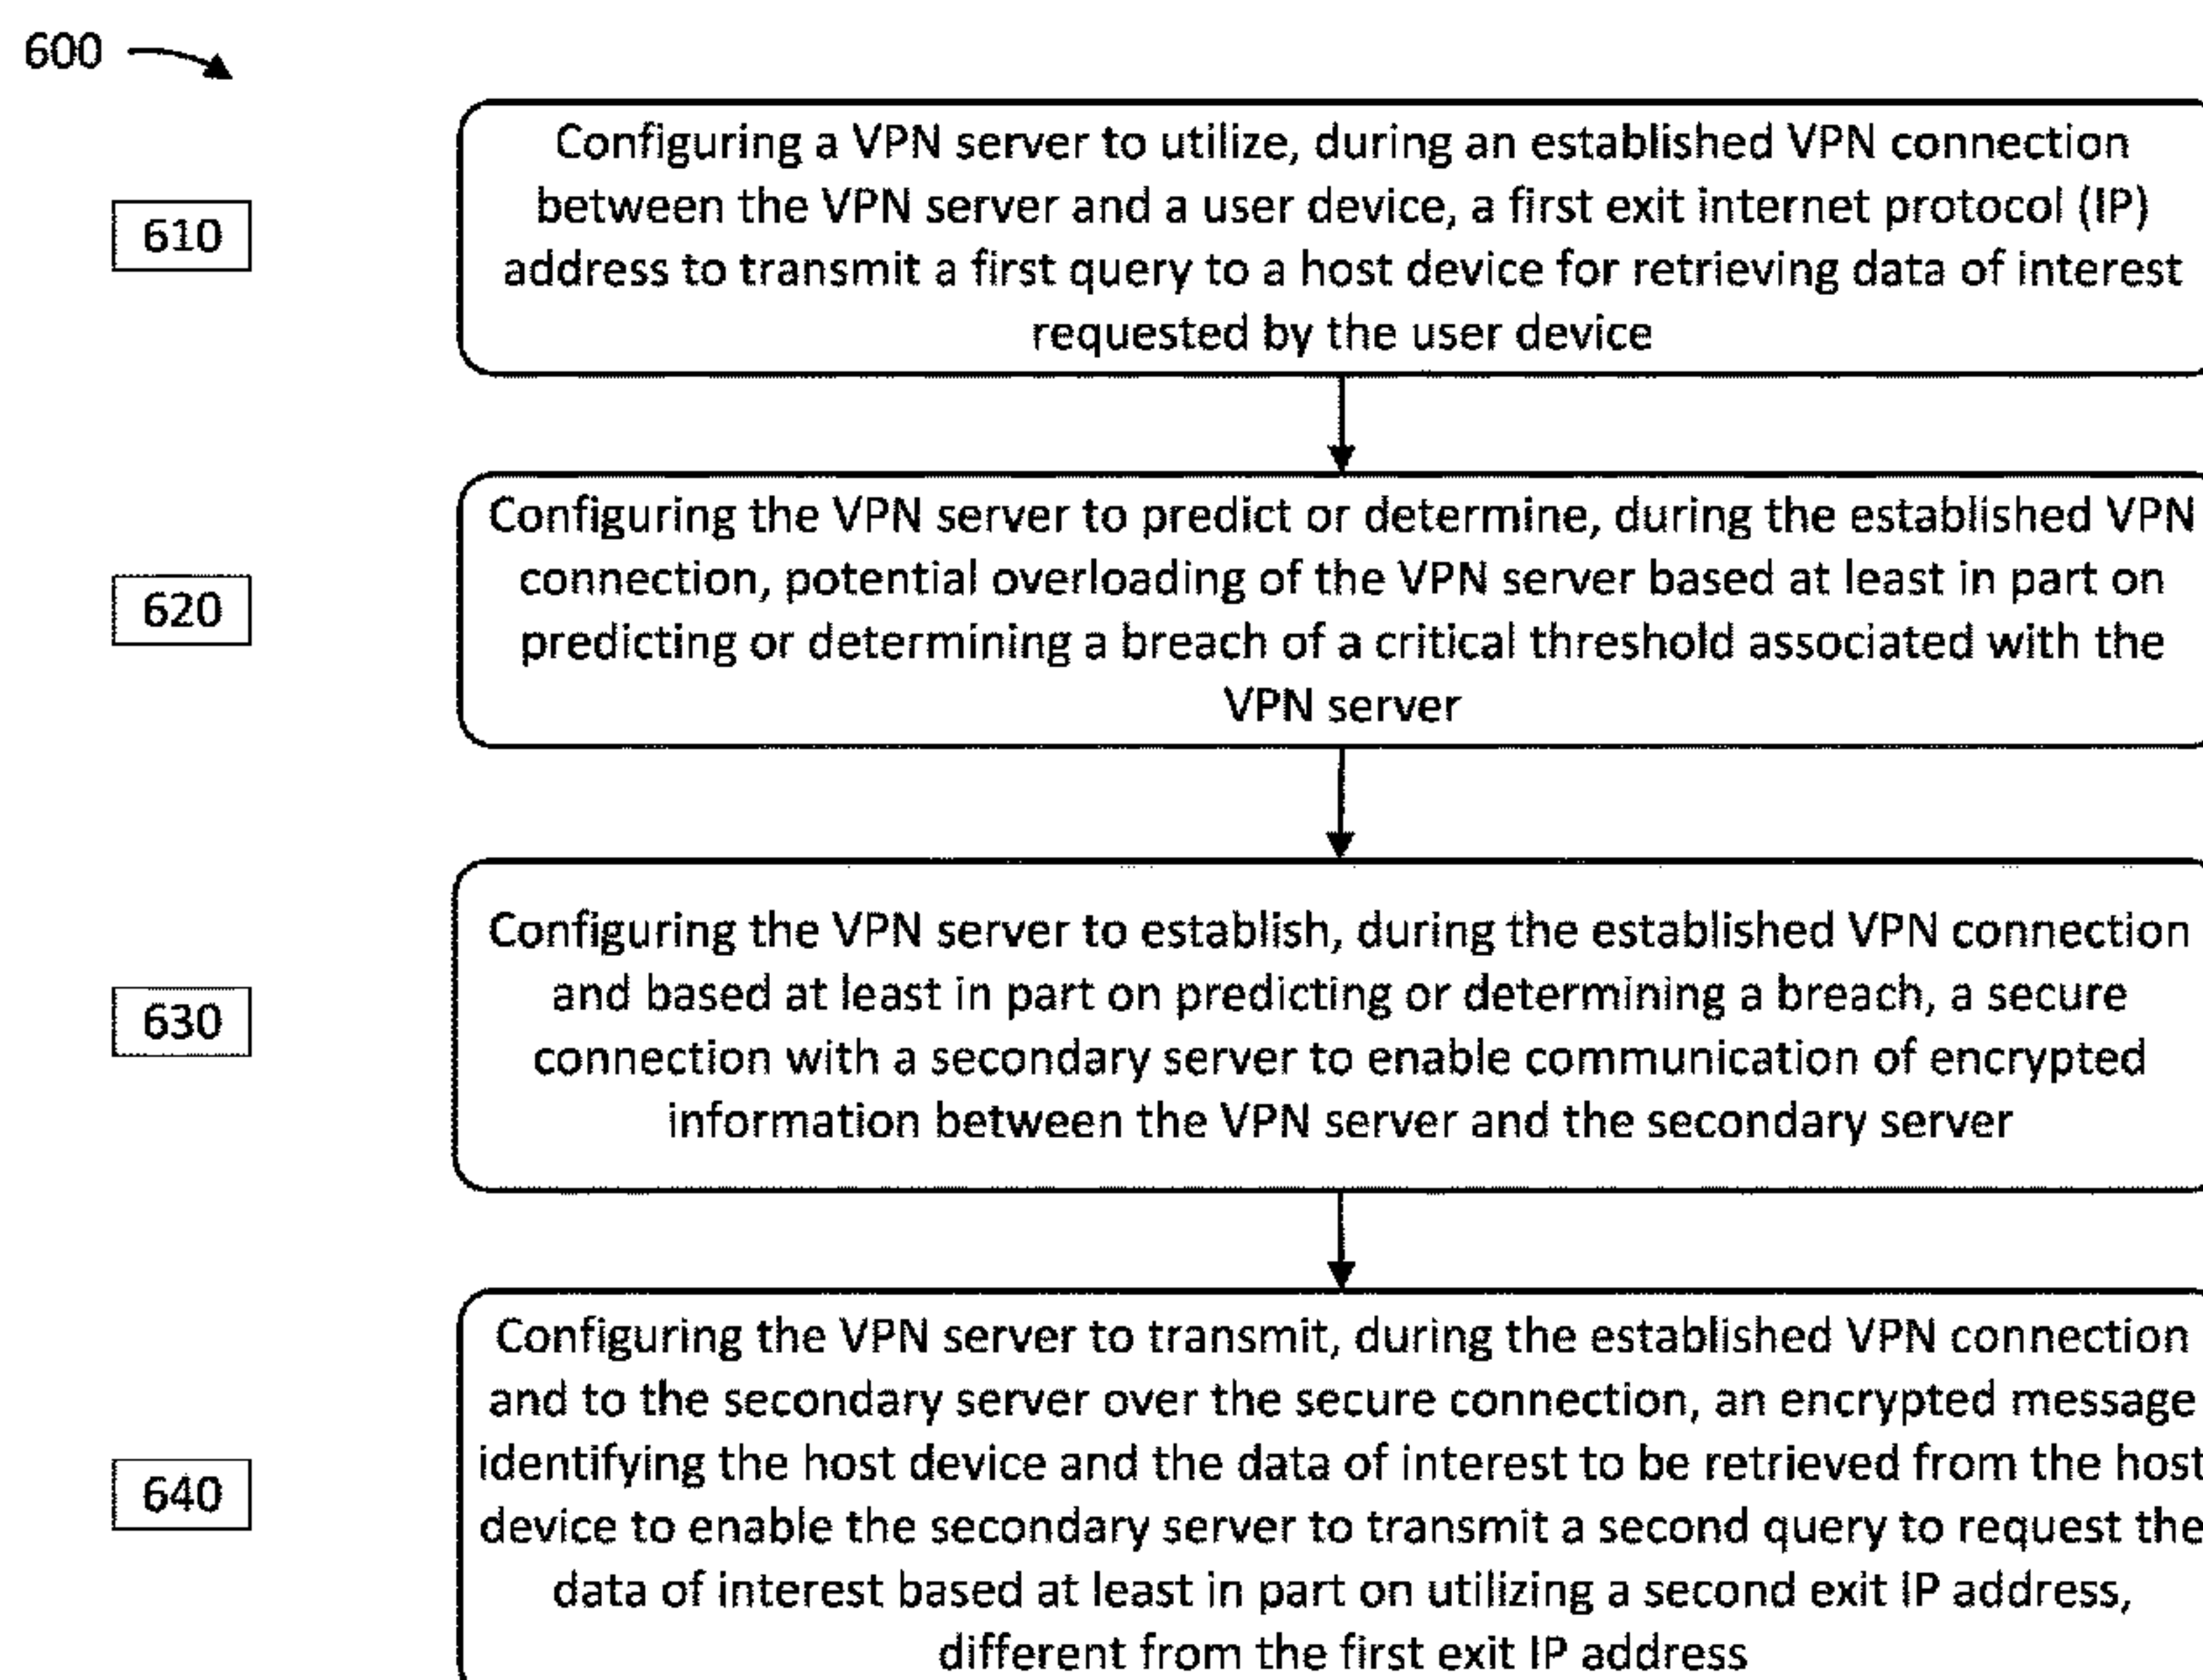 600
Configuring a VPN server to utilize, during an established VPN connection
between the VPN server and a user device, a first exit internet protocol (IP)
address to transmit a first query to a host device for retrieving data of interest
requested by the user device
610
Configuring the VPN server to predict or determine, during the established VPN
connection, potential overloading of the VPN server based at least in part on
predicting or determining a breach of a critical threshold associated with the
VPN server
620
Configuring the VPN server to establish, during the established VPN connection
and based at least in part on predicting or determining a breach, a secure
connection with a secondary server to enable communication of encrypted
information between the VPN server and the secondary server
630
Configuring the VPN server to transmit, during the established VPN connection
and to the secondary server over the secure connection, an encrypted message
identifying the host device and the data of interest to be retrieved from the host
device to enable the secondary server to transmit a second query to request the
data of interest based at least in part on utilizing a second exit IP address,
different from the first exit IP address
640